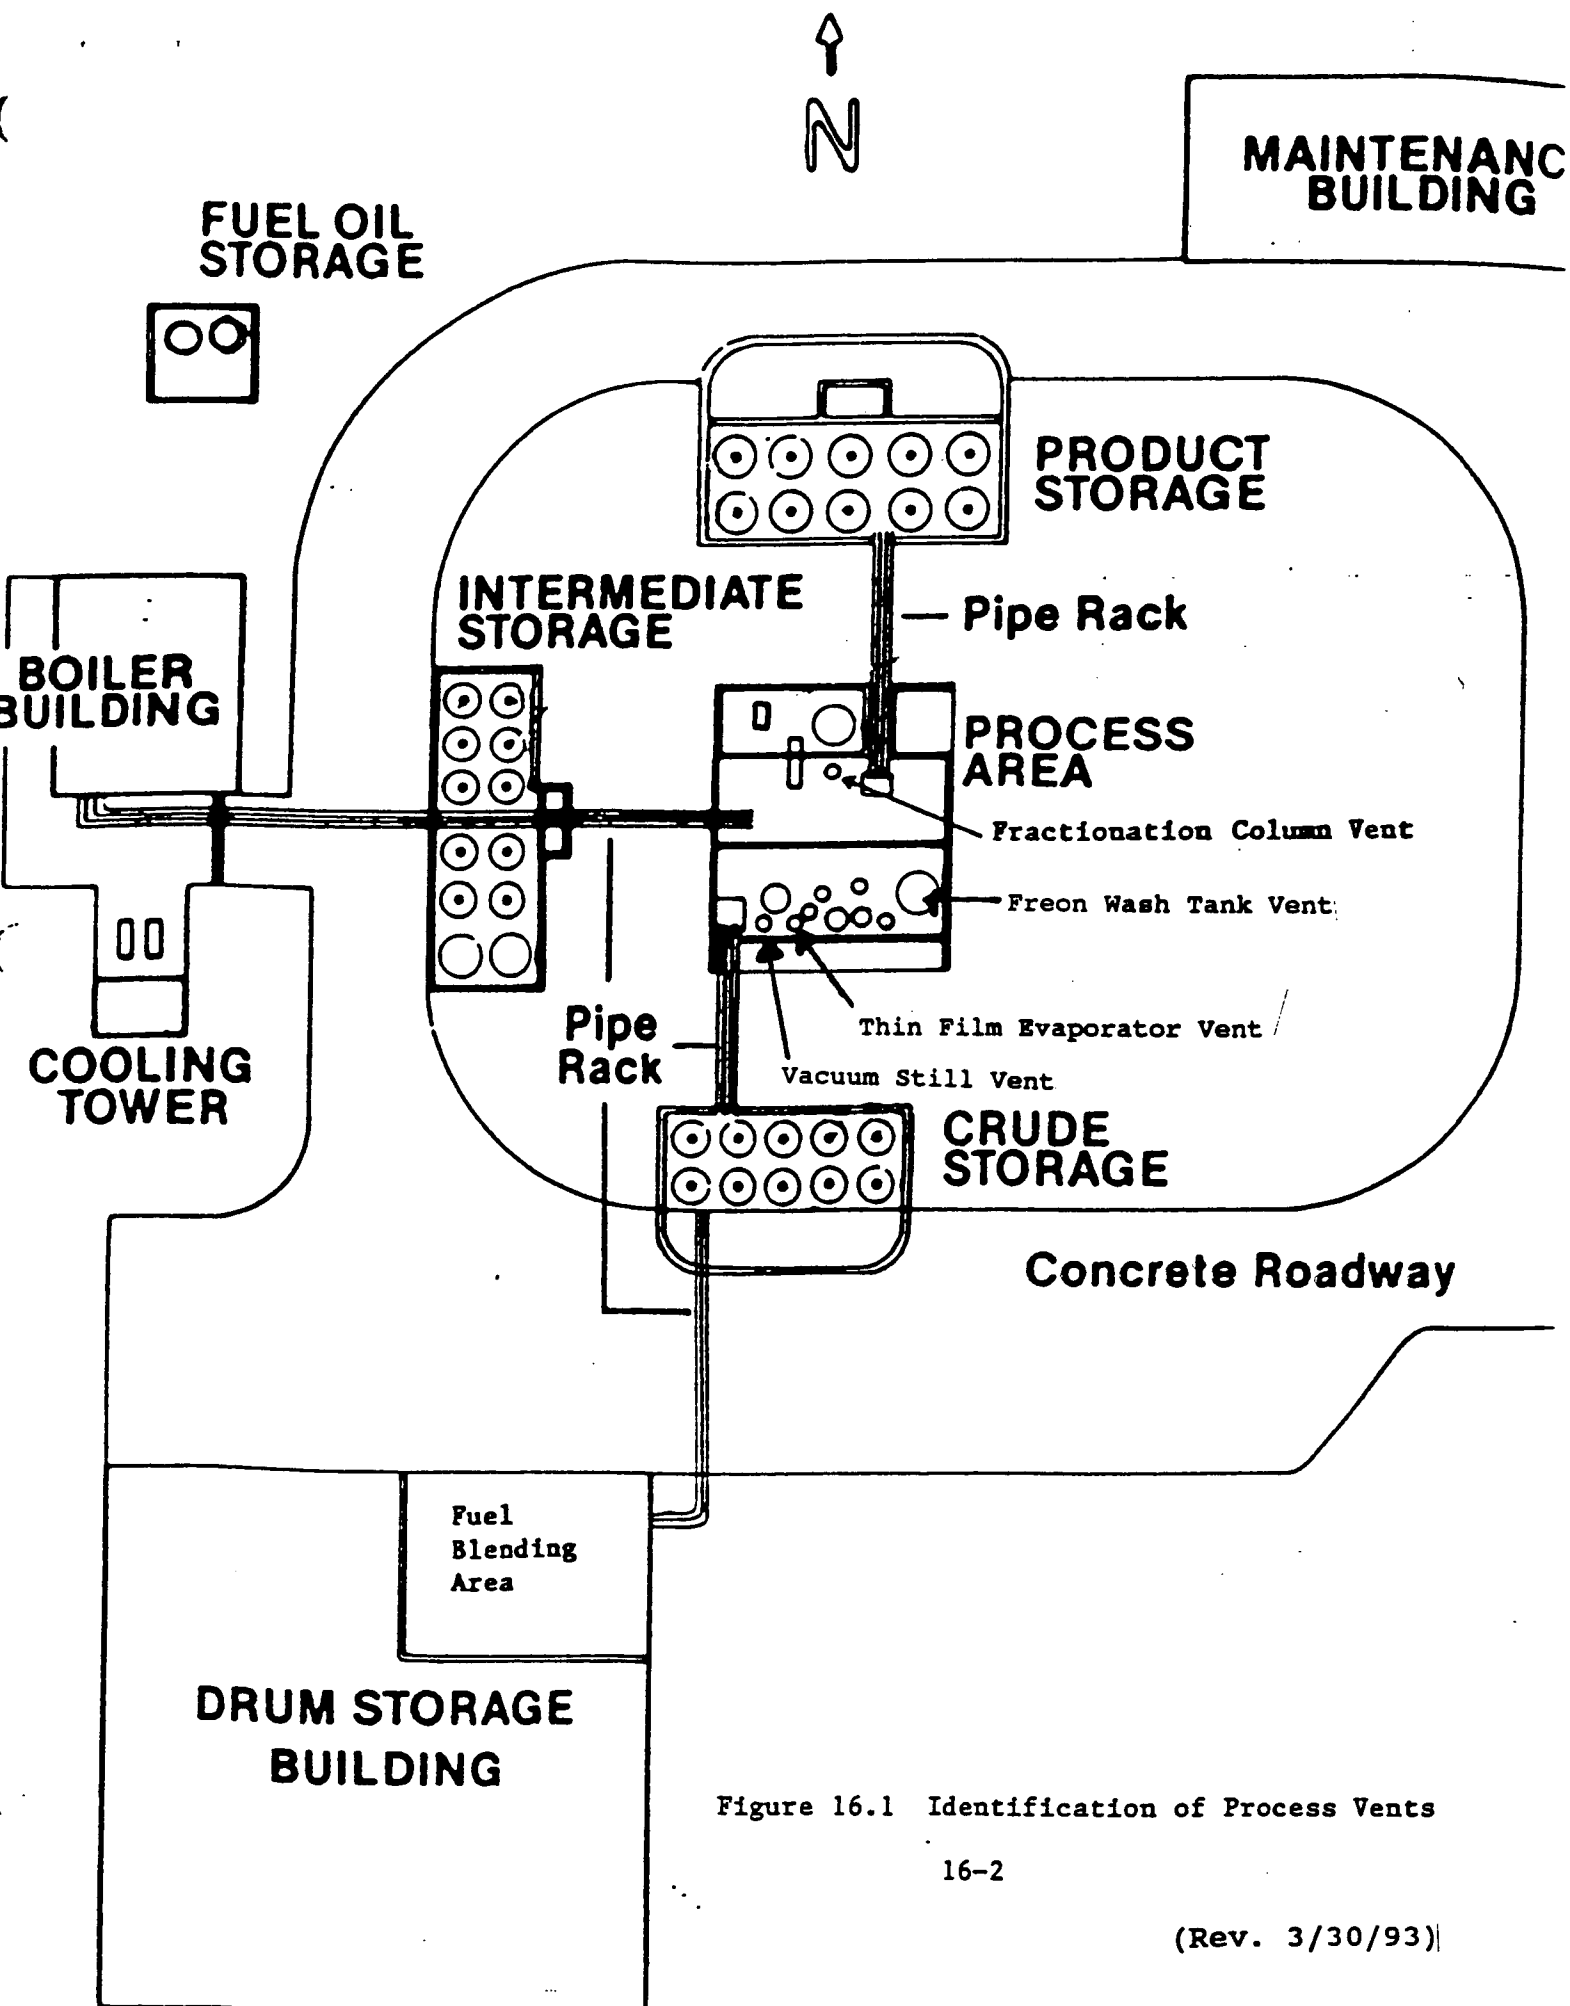 N
MAINTENANC
BUILDING
FUEL OIL
STORAGE
PRODUCT
STORAGE
INTERMEDIATE
STORAGE
Pipe Rack
BOILER
BUILDING
PROCESS
AREA
Fractionation Column Vent
Freon Wash Tank Vent
Pipe
Rack
Thin Film Evaporator Vent
Vacuum Still Vent
COOLING
TOWER
CRUDE
STORAGE
Concrete Roadway
Fuel
Blending
Area
DRUM STORAGE
BUILDING
Figure 16.1 Identification of Process Vents
16-2
(Rev. 3/30/93)